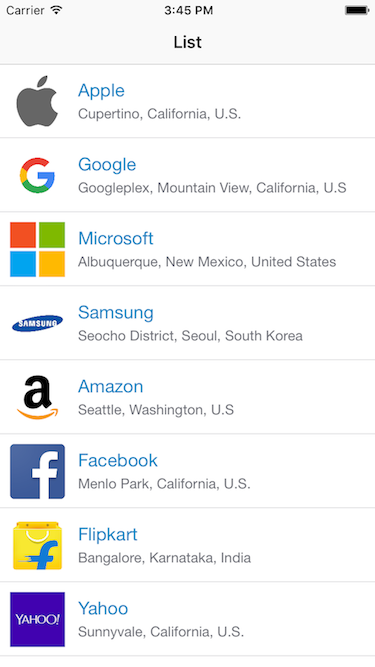 Carrier 3:45 PM
List
Apple
Cupertino, California, U.S.
Google
Googleplex, Mountain View, California, U.S
Microsoft
Albuquerque, New Mexico, United States
SAMSUNG
Samsung
Seocho District, Seoul, South Korea
a
Amazon
Seattle, Washington, U.S
f
Facebook
Menlo Park, California, U.S.
f
Flipkart
Bangalore, Karnataka, India
YAHOO!
Yahoo
Sunnyvale, California, U.S.